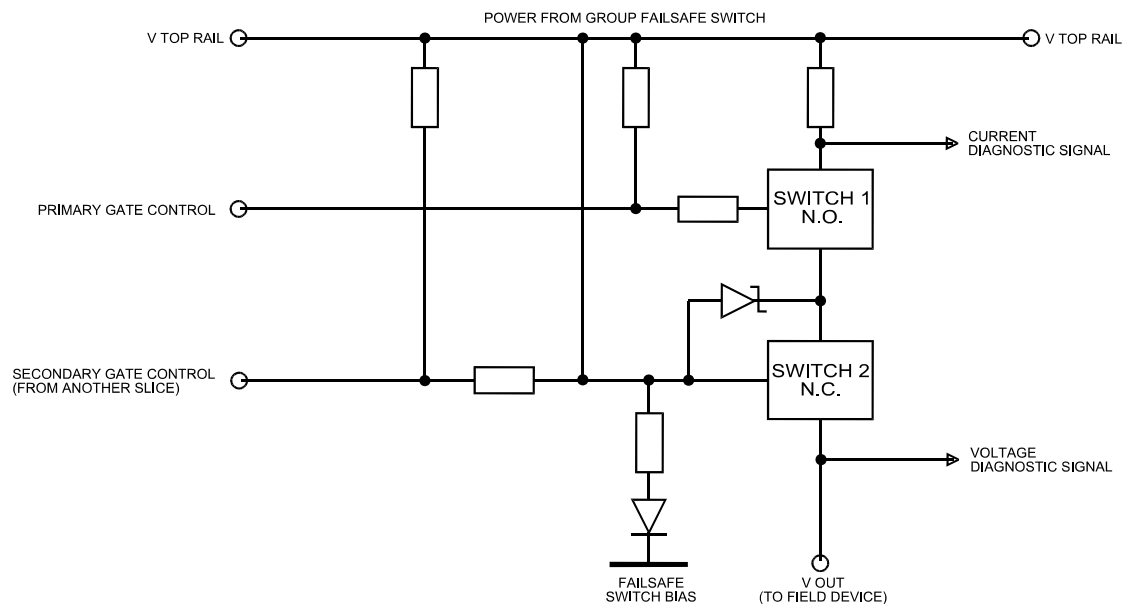 POWER FROM GROUP FAILSAFE SWITCH
V TOP RAIL
V TOP RAIL
CURRENT
DIAGNOSTIC SIGNAL
PRIMARY GATE CONTROL
SWITCH 1
N.O.
SECONDARY GATE CONTROL
(FROM ANOTHER SLICE)
SWITCH 2
N.C.
VOLTAGE
DIAGNOSTIC SIGNAL
FAILSAFE
SWITCH BIAS
V OUT
(TO FIELD DEVICE)